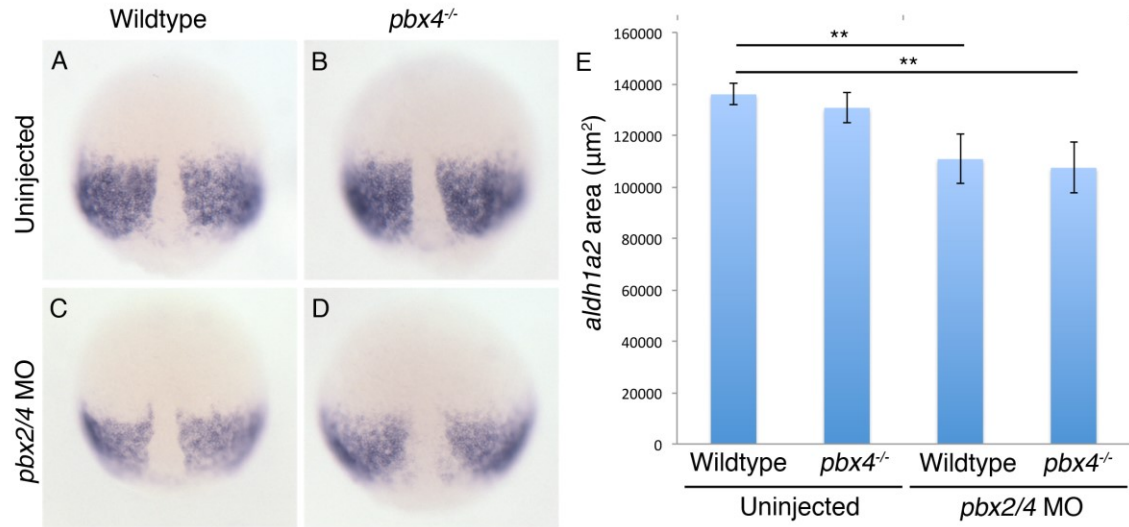 Wildtype
pbx4-/-
Uninjected
A
B
pbx2/4 MO
C
D
E
aldh1a2 area (µm²)
160000
140000
120000
100000
80000
60000
40000
20000
0
**
**
Wildtype pbx4-/- Wildtype pbx4-/-
Uninjected pbx2/4 MO